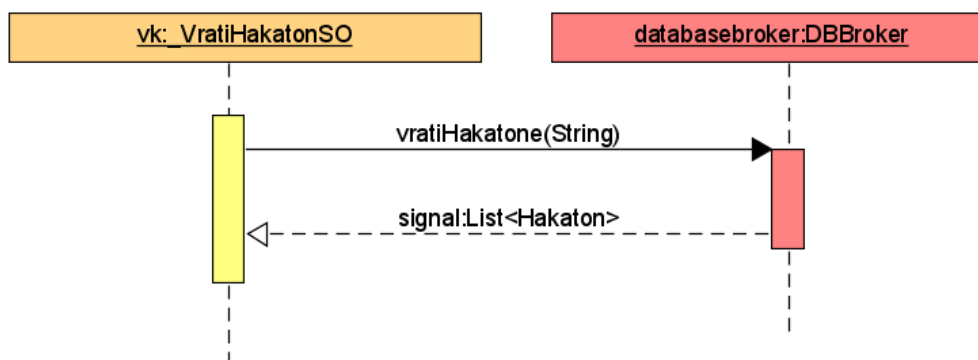 vk:_VratiHakatonSO
databasebroker:DBBroker
vratiHakatone(String)
signal:List<Hakaton>